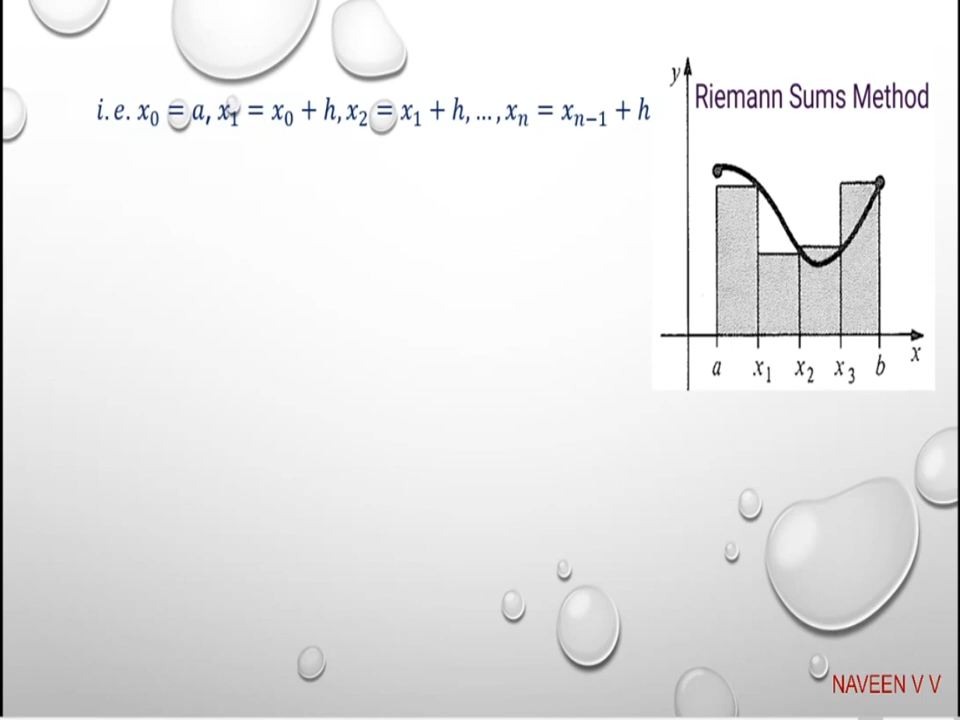 i.e. x₀ = a, x₁ = x₀ + h, x₂ = x₁ + h, ..., xₙ = xₙ₋₁ + h
y
Riemann Sums Method
a x₁ x₂ x₃ b x
NAVEEN V V